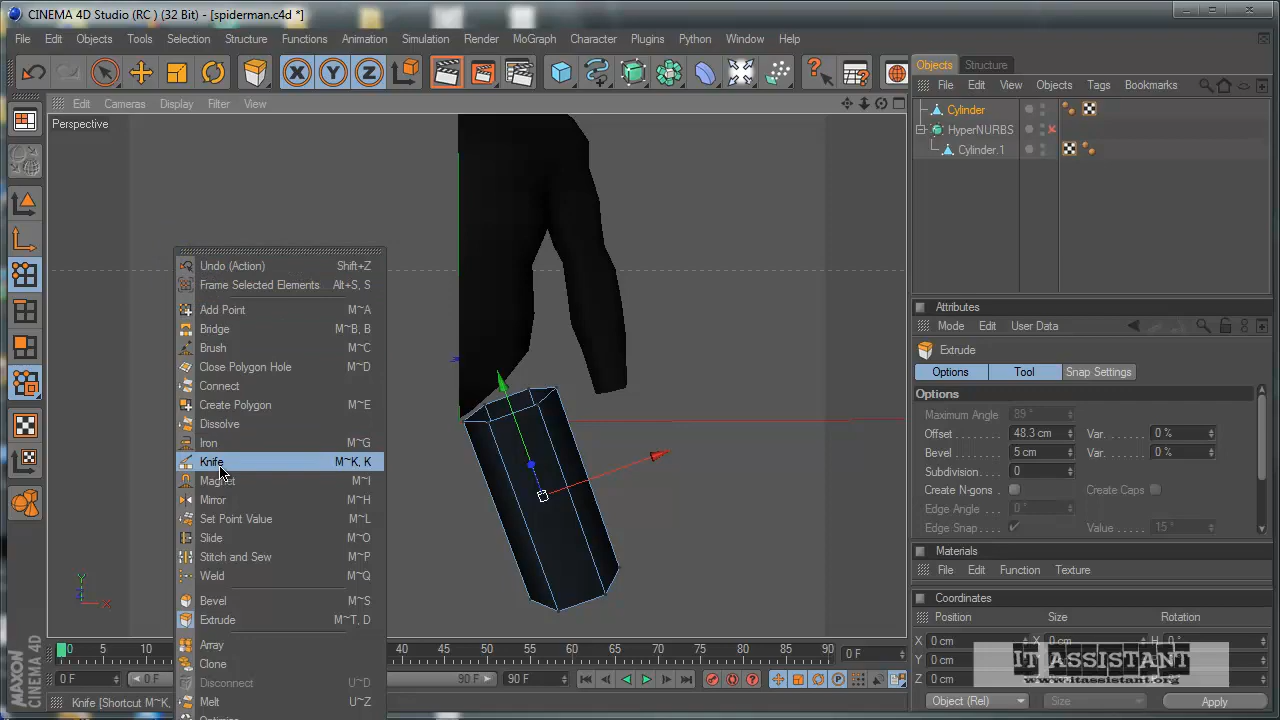 CINEMA 4D Studio (RC ) (32 Bit) - [spiderman.c4d *]
File Edit Objects Tools Selection Structure Functions Animation Simulation Render MoGraph Character Plugins Python Window Help
Objects Structure
File Edit View Objects Tags Bookmarks
Edit Cameras Display Filter View
Perspective
Cylinder
HyperNURBS
Cylinder.1
Undo (Action) Shift+Z
Frame Selected Elements Alt+S, S
Add Point M~A
Bridge M~B, B
Brush M~C
Close Polygon Hole M~D
Connect
Create Polygon M~E
Dissolve
Iron M~G
Knife M~K, K
Magnet M~I
Mirror M~H
Set Point Value M~L
Slide M~O
Stitch and Sew M~P
Weld M~Q
Bevel M~S
Extrude M~T, D
Array
Clone
Disconnect U~D
Melt U~Z
Attributes
Mode Edit User Data
Extrude
Options Tool Snap Settings
Options
Maximum Angle 89 °
Offset 48.3 cm Var. 0 %
Bevel 5 cm Var. 0 %
Subdivision 0
Create N-gons Create Caps
Edge Angle 0 °
Edge Snap Value 15 °
Materials
File Edit Function Texture
Coordinates
Position Size Rotation
X 0 cm X 0 cm H 0 °
Y 0 cm
Z 0 cm
Object (Rel) Size Apply
0 5 10 40 45 50 55 60 65 70 75 80 85 90 0 F
0 F 0 F 90 F 90 F
Knife [Shortcut M~K,
MAXON
CINEMA 4D
IT ASSISTANT
www.itassistant.org
Y
X
Z